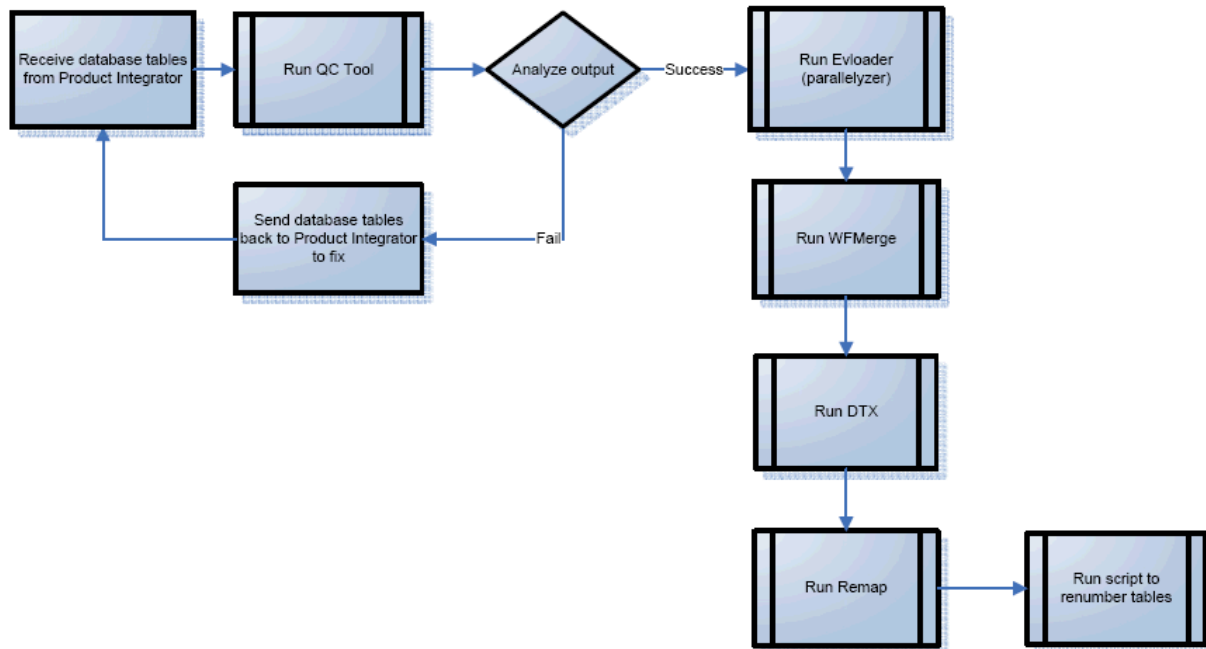 Receive database tables
from Product Integrator
Run QC Tool
Analyze output
Success
Run Evloader
(parallelyzer)
Send database tables
back to Product Integrator
to fix
Fail
Run WFMerge
Run DTX
Run Remap
Run script to
renumber tables